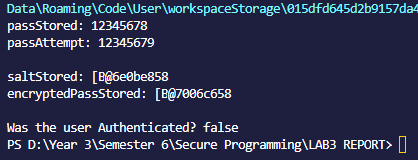 Data\Roaming\Code\User\workspaceStorage\015dfd645d2b9157da4
passStored: 12345678
passAttempt: 12345679
saltStored: [B@6e0be858
encryptedPassStored: [B@7006c658
Was the user Authenticated? false
PS D:\Year 3\Semester 6\Secure Programming\LAB3 REPORT>